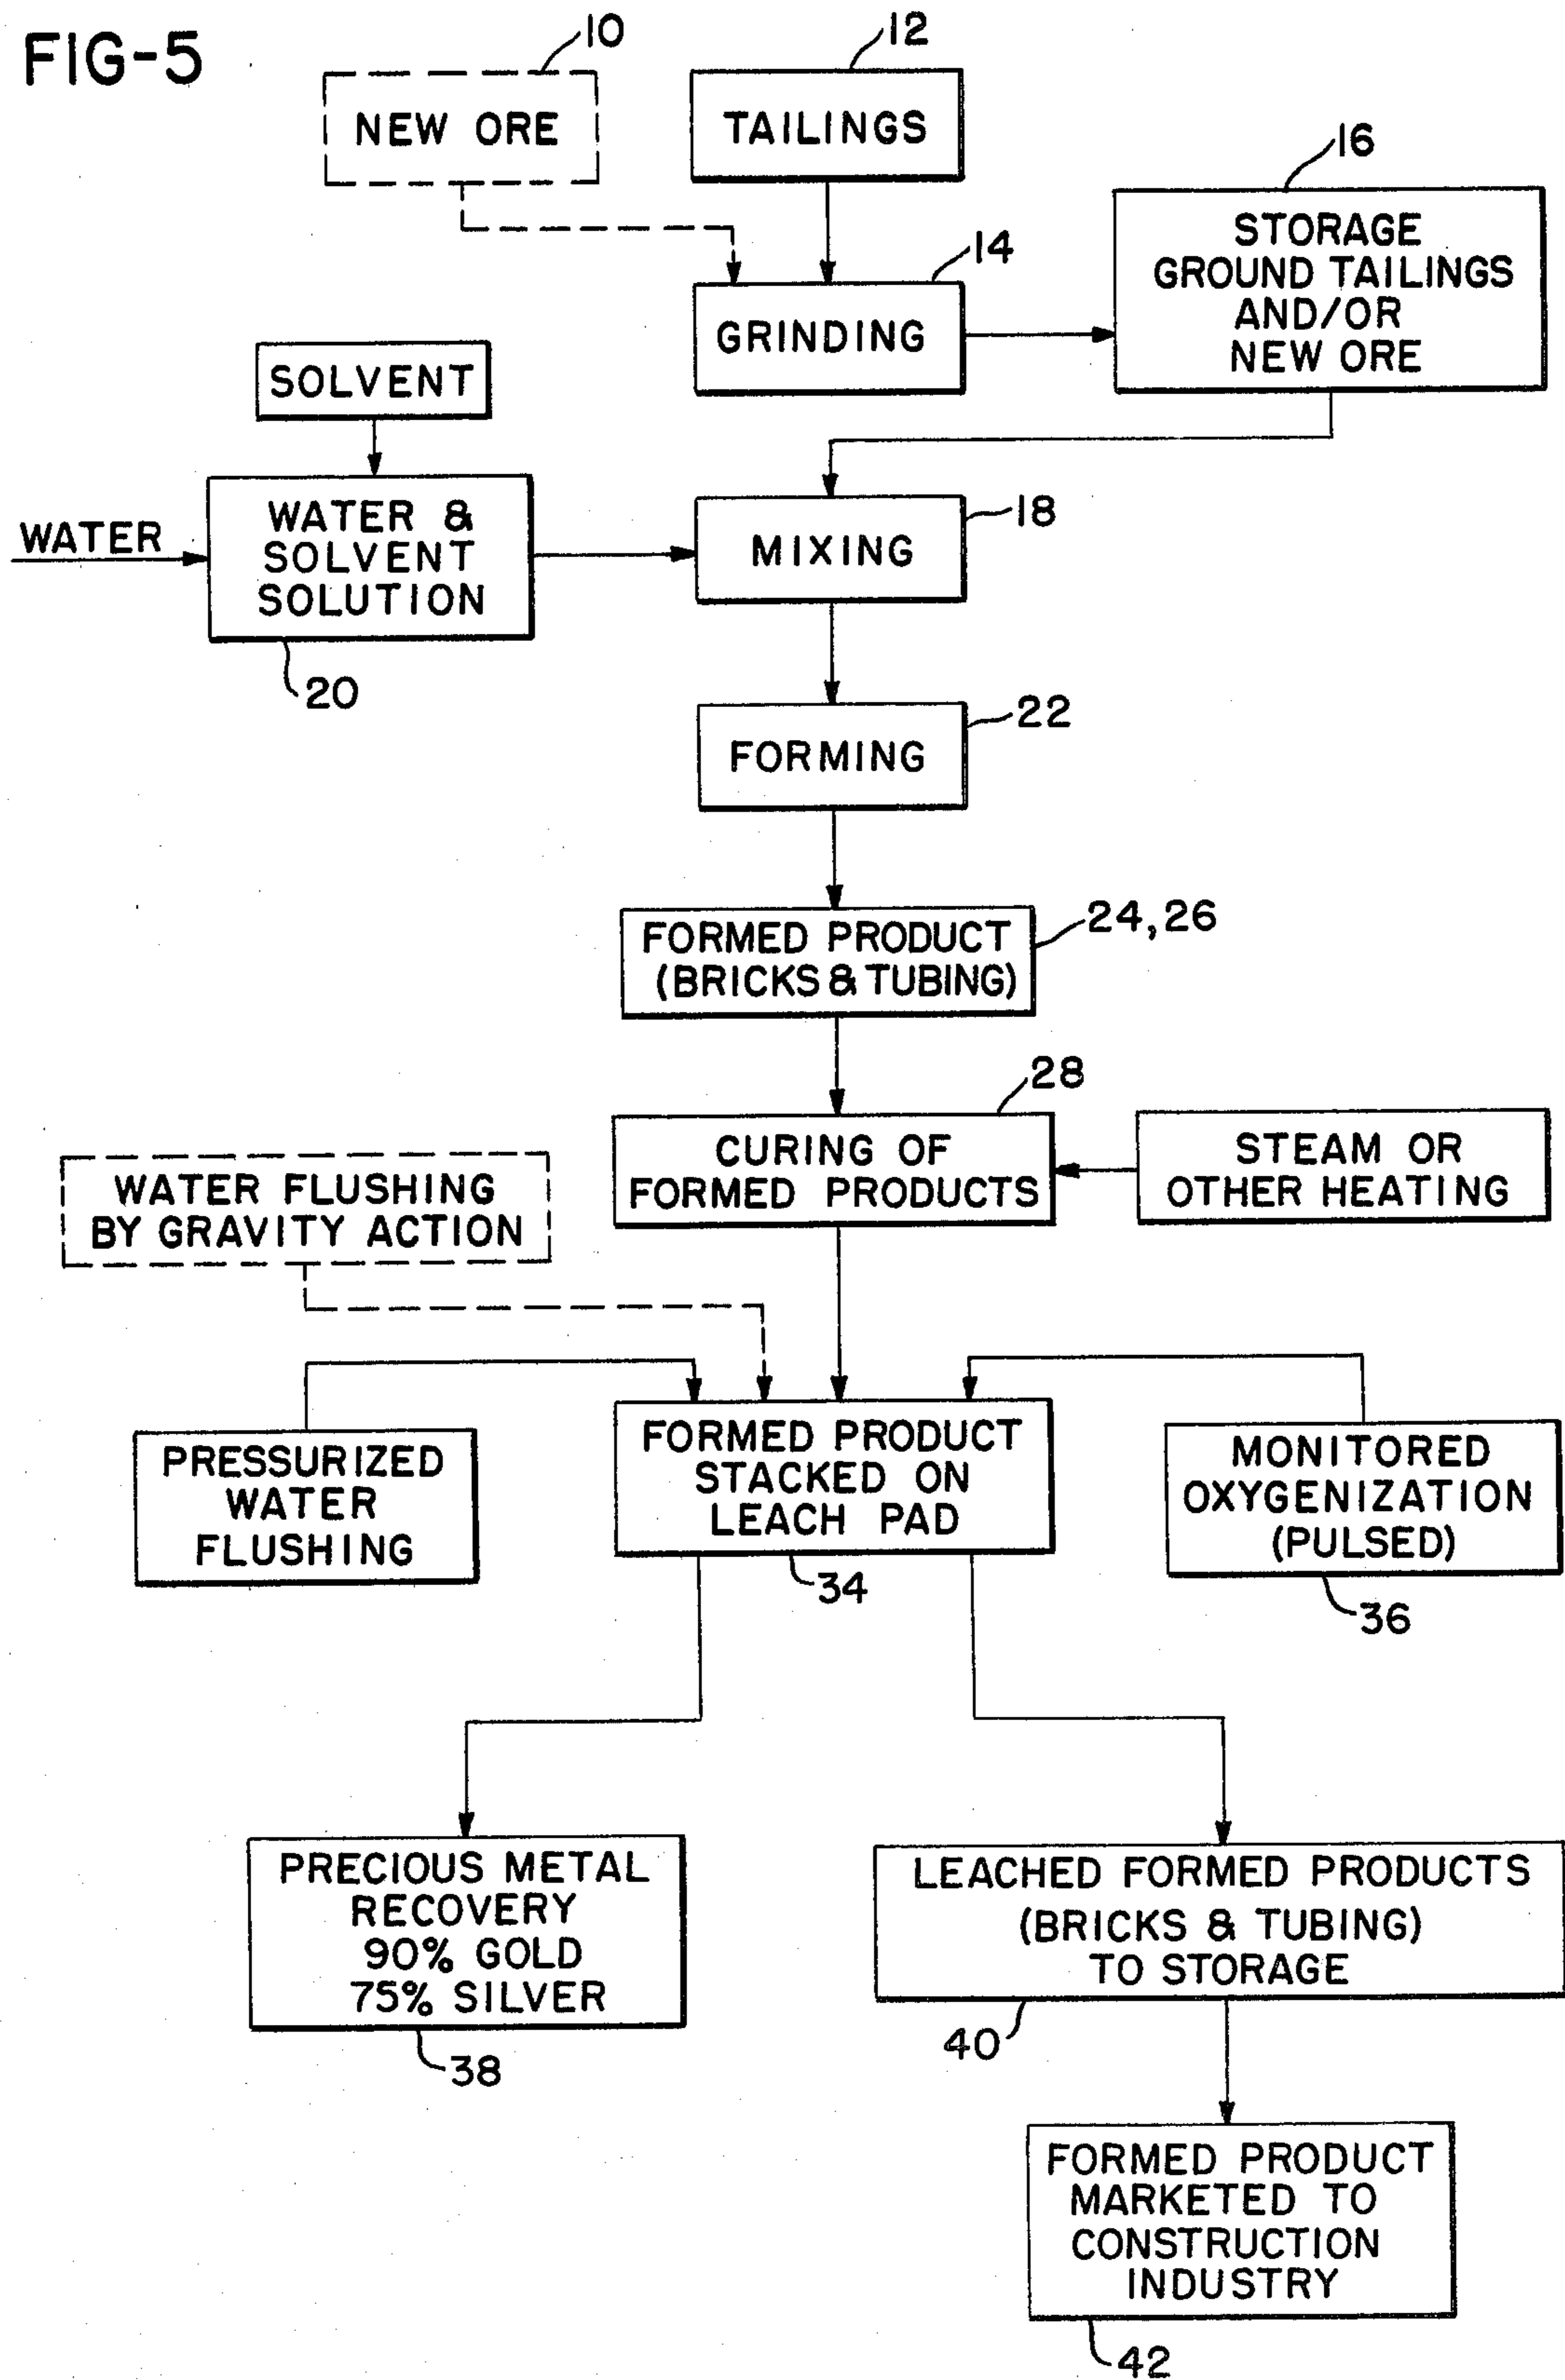 FIG-5
10
12
NEW ORE
TAILINGS
16
STORAGE
GROUND TAILINGS
AND/OR
NEW ORE
14
GRINDING
SOLVENT
WATER
WATER &
SOLVENT
SOLUTION
20
18
MIXING
22
FORMING
24,26
FORMED PRODUCT
(BRICKS & TUBING)
28
CURING OF
FORMED PRODUCTS
STEAM OR
OTHER HEATING
WATER FLUSHING
BY GRAVITY ACTION
PRESSURIZED
WATER
FLUSHING
FORMED PRODUCT
STACKED ON
LEACH PAD
34
MONITORED
OXYGENIZATION
(PULSED)
36
PRECIOUS METAL
RECOVERY
90% GOLD
75% SILVER
38
LEACHED FORMED PRODUCTS
(BRICKS & TUBING)
TO STORAGE
40
FORMED PRODUCT
MARKETED TO
CONSTRUCTION
INDUSTRY
42